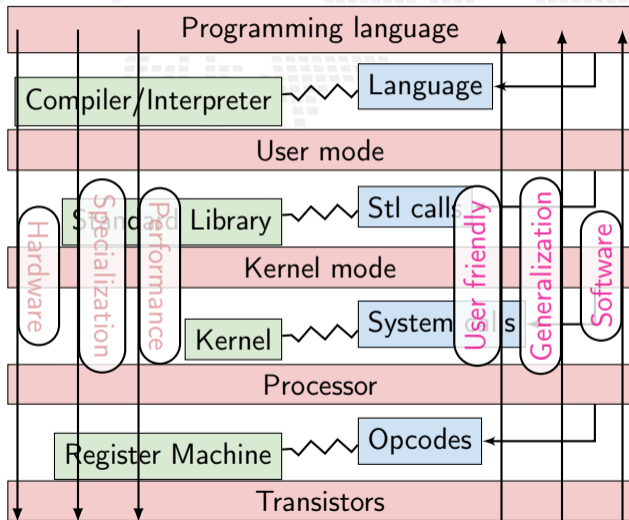 Programming language
Compiler/Interpreter
Language
User mode
Standard Library
Stl calls
Hardware
Specialization
Performance
User friendly
Generalization
Software
Kernel mode
Kernel
System calls
Processor
Register Machine
Opcodes
Transistors